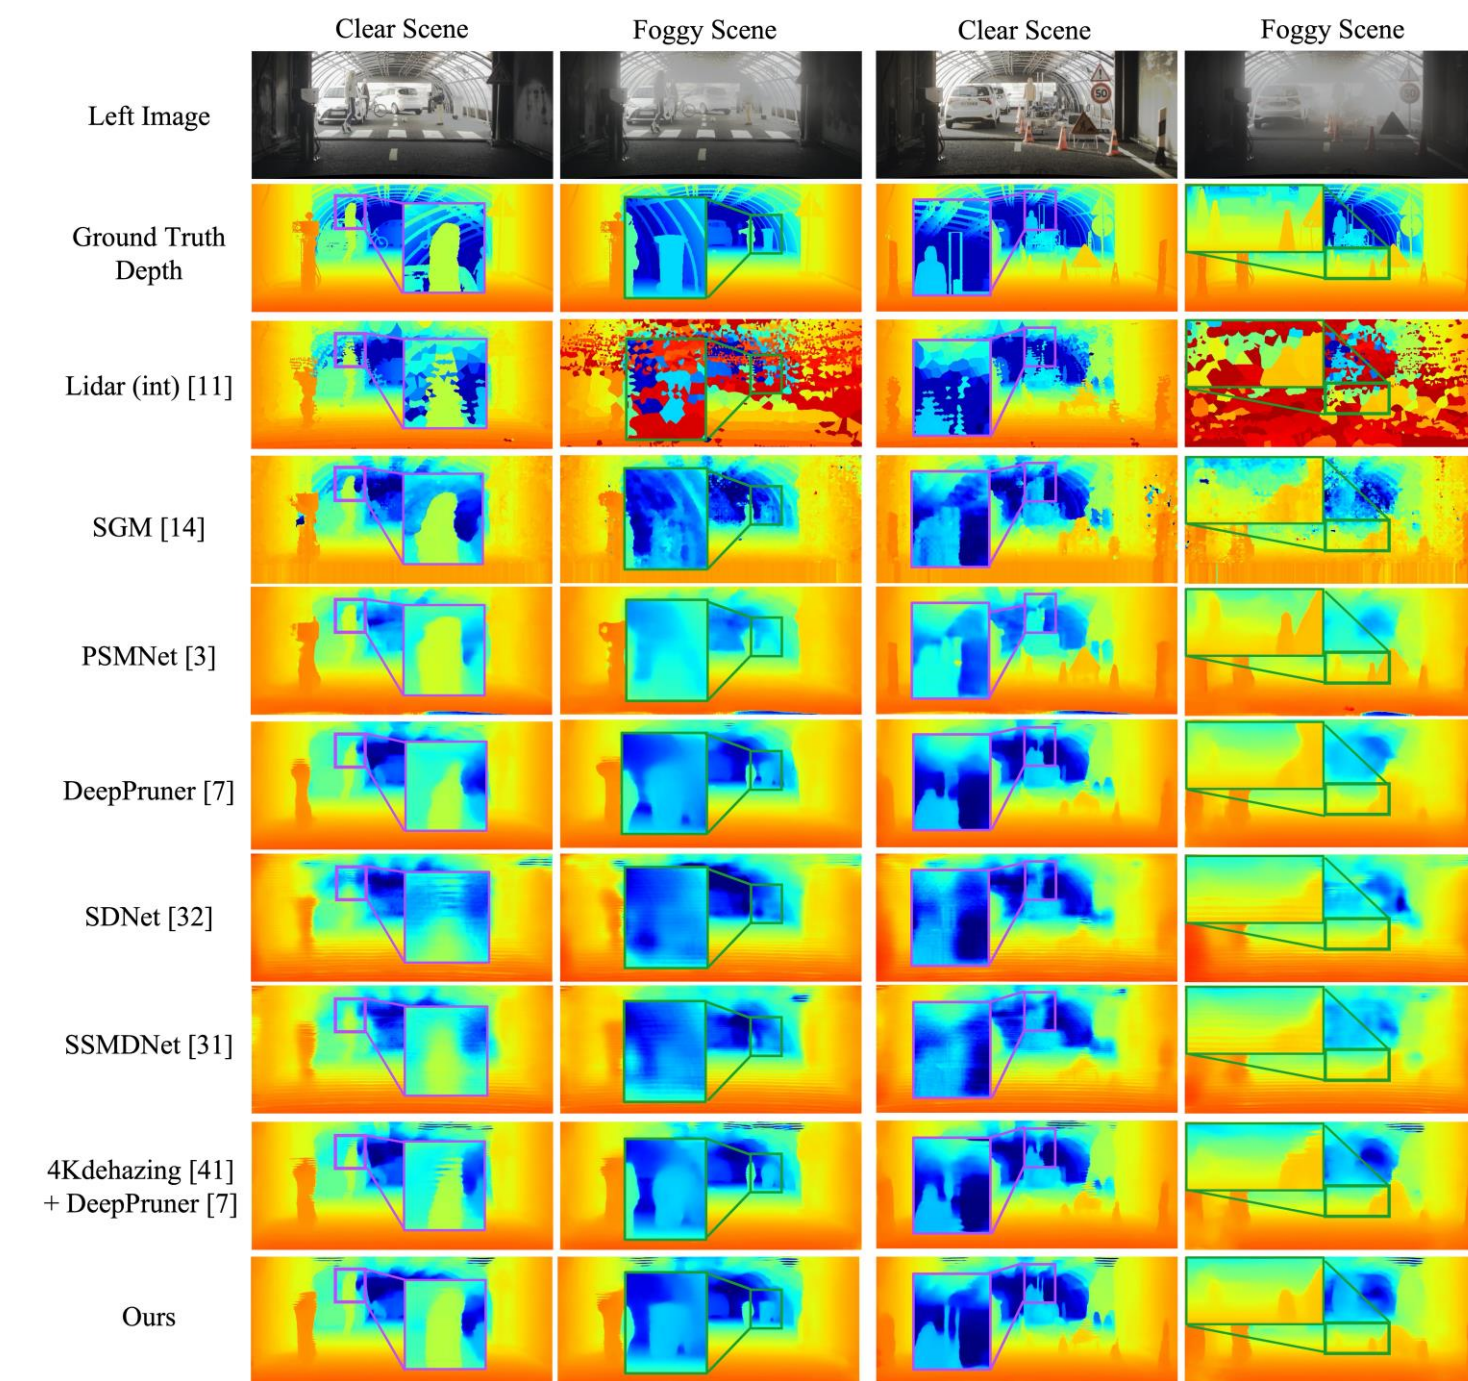 Clear Scene
Foggy Scene
Clear Scene
Foggy Scene
Left Image
50
Ground Truth
Depth
Lidar (int) [11]
SGM [14]
PSMNet [3]
DeepPruner [7]
SDNet [32]
SSMDNet [31]
4Kdehazing [41]
+ DeepPruner [7]
Ours